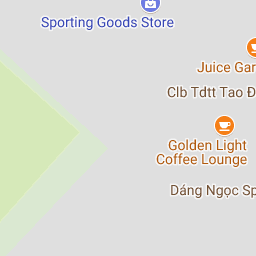 Sporting Goods Store
Juice Gar
Clb Tdtt Tao Đ
Golden Light
Coffee Lounge
Dáng Ngọc Sp